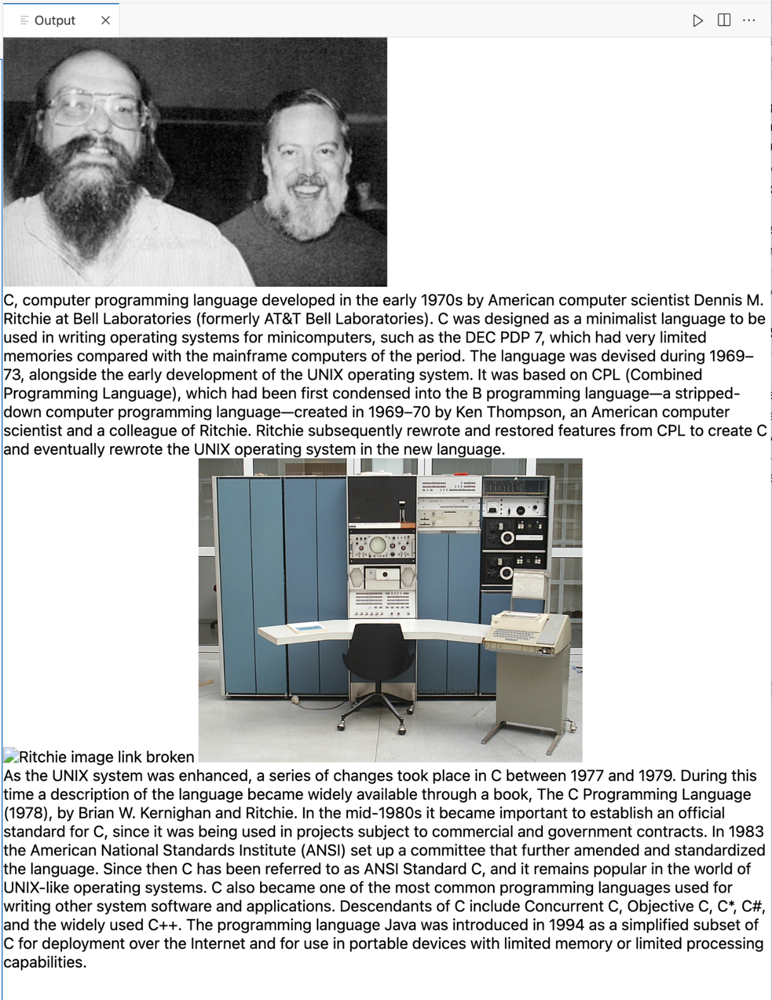 Output
C, computer programming language developed in the early 1970s by American computer scientist Dennis M.
Ritchie at Bell Laboratories (formerly AT&T Bell Laboratories). C was designed as a minimalist language to be
used in writing operating systems for minicomputers, such as the DEC PDP 7, which had very limited
memories compared with the mainframe computers of the period. The language was devised during 1969–
73, alongside the early development of the UNIX operating system. It was based on CPL (Combined
Programming Language), which had been first condensed into the B programming language—a stripped-
down computer programming language—created in 1969–70 by Ken Thompson, an American computer
scientist and a colleague of Ritchie. Ritchie subsequently rewrote and restored features from CPL to create C
and eventually rewrote the UNIX operating system in the new language.
Ritchie image link broken
As the UNIX system was enhanced, a series of changes took place in C between 1977 and 1979. During this
time a description of the language became widely available through a book, The C Programming Language
(1978), by Brian W. Kernighan and Ritchie. In the mid-1980s it became important to establish an official
standard for C, since it was being used in projects subject to commercial and government contracts. In 1983
the American National Standards Institute (ANSI) set up a committee that further amended and standardized
the language. Since then C has been referred to as ANSI Standard C, and it remains popular in the world of
UNIX-like operating systems. C also became one of the most common programming languages used for
writing other system software and applications. Descendants of C include Concurrent C, Objective C, C*, C#,
and the widely used C++. The programming language Java was introduced in 1994 as a simplified subset of
C for deployment over the Internet and for use in portable devices with limited memory or limited processing
capabilities.